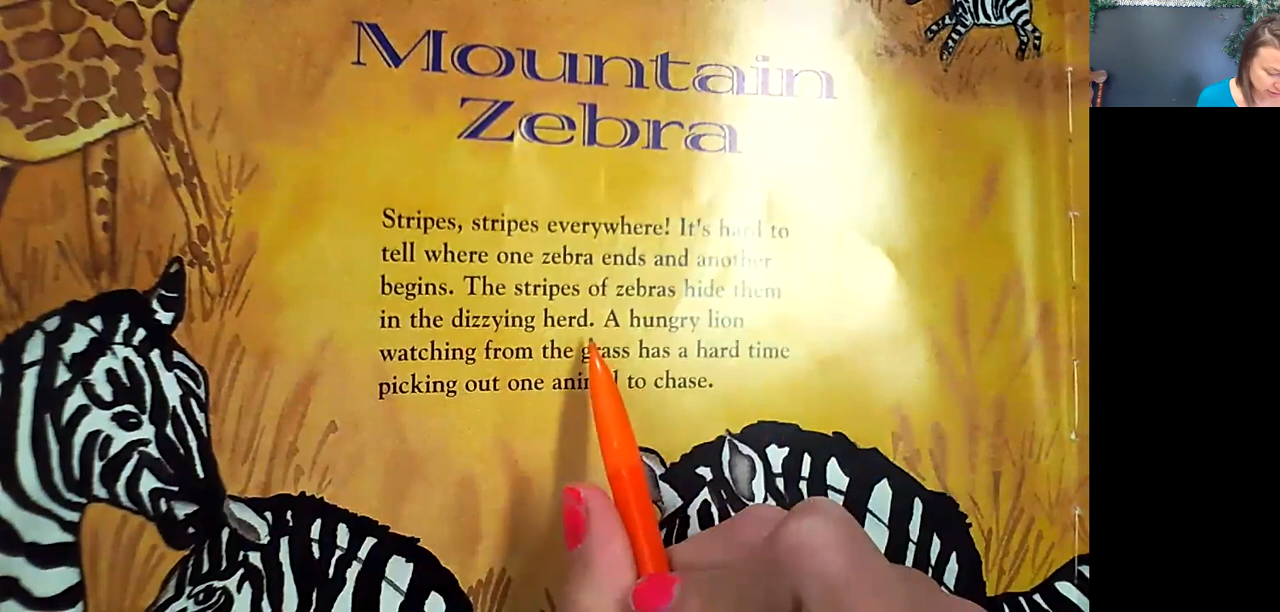 Mountain
Zebra
Stripes, stripes everywhere! It's hard to
tell where one zebra ends and another
begins. The stripes of zebras hide them
in the dizzying herd. A hungry lion
watching from the grass has a hard time
picking out one animal to chase.